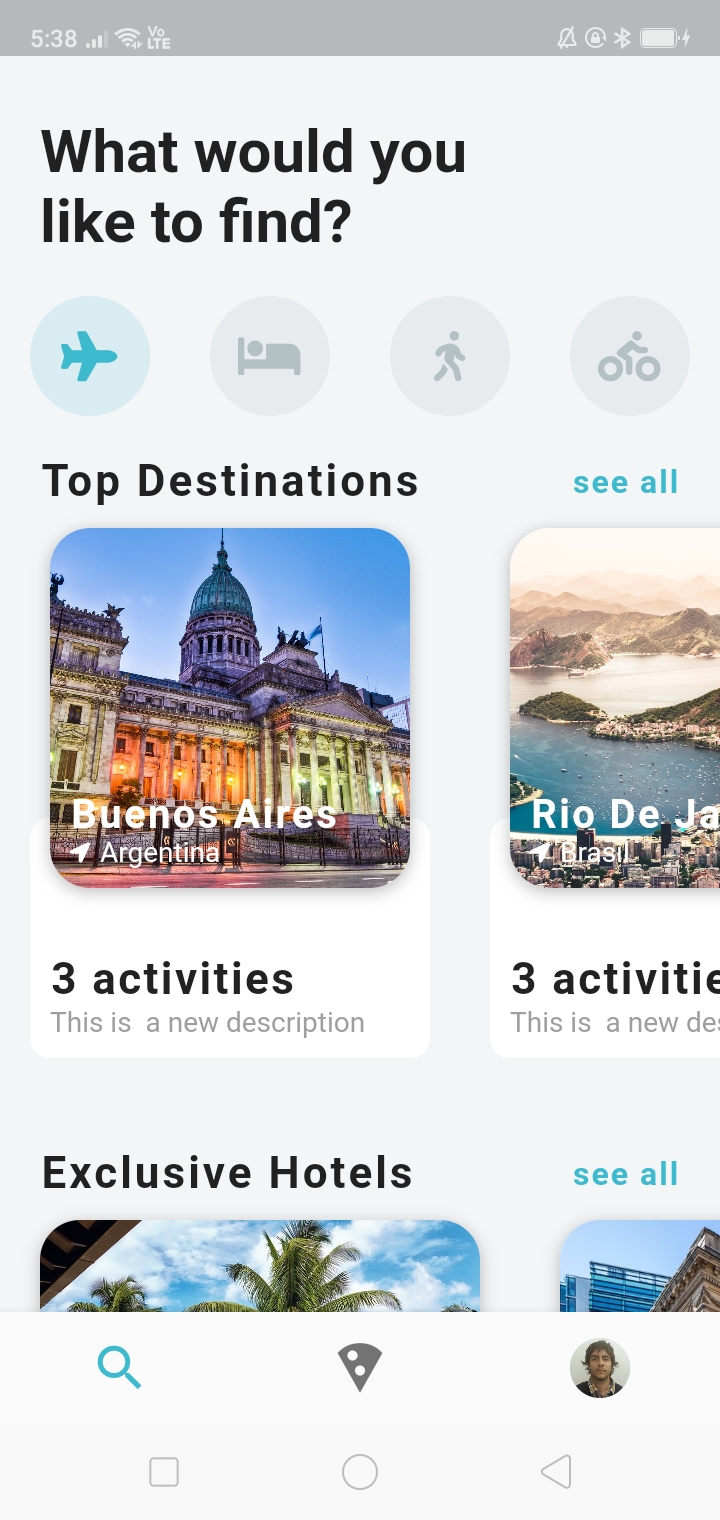 5:38 Vo LTE
What would you
like to find?
Top Destinations see all
Buenos Aires Rio De Ja
Argentina Brasil
3 activities 3 activitie
This is  a new description This is  a new des
Exclusive Hotels see all